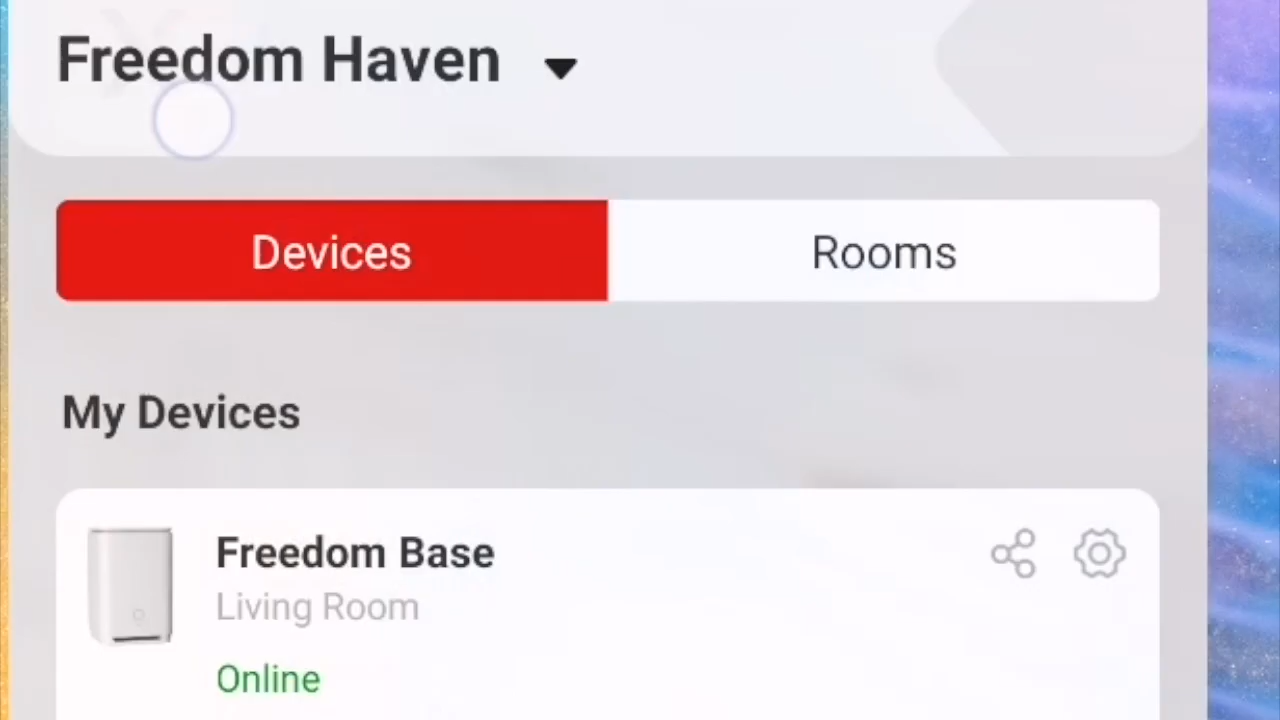 Freedom Haven
Devices
Rooms
My Devices
Freedom Base
Living Room
Online